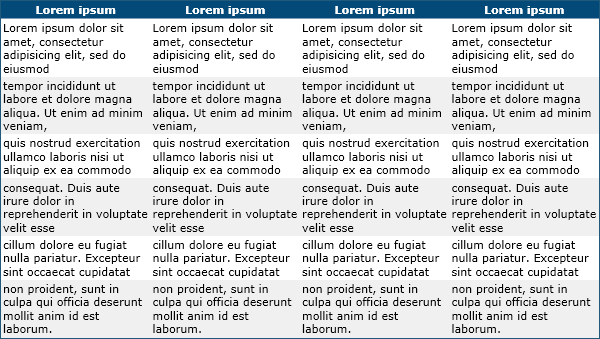 Lorem ipsum Lorem ipsum Lorem ipsum Lorem ipsum
Lorem ipsum dolor sit Lorem ipsum dolor sit Lorem ipsum dolor sit Lorem ipsum dolor sit
amet, consectetur amet, consectetur amet, consectetur amet, consectetur
adipisicing elit, sed do adipisicing elit, sed do adipisicing elit, sed do adipisicing elit, sed do
eiusmod eiusmod eiusmod eiusmod
tempor incididunt ut tempor incididunt ut tempor incididunt ut tempor incididunt ut
labore et dolore magna labore et dolore magna labore et dolore magna labore et dolore magna
aliqua. Ut enim ad minim aliqua. Ut enim ad minim aliqua. Ut enim ad minim aliqua. Ut enim ad minim
veniam, veniam, veniam, veniam,
quis nostrud exercitation quis nostrud exercitation quis nostrud exercitation quis nostrud exercitation
ullamco laboris nisi ut ullamco laboris nisi ut ullamco laboris nisi ut ullamco laboris nisi ut
aliquip ex ea commodo aliquip ex ea commodo aliquip ex ea commodo aliquip ex ea commodo
consequat. Duis aute consequat. Duis aute consequat. Duis aute consequat. Duis aute
irure dolor in irure dolor in irure dolor in irure dolor in
reprehenderit in voluptate reprehenderit in voluptate reprehenderit in voluptate reprehenderit in voluptate
velit esse velit esse velit esse velit esse
cillum dolore eu fugiat cillum dolore eu fugiat cillum dolore eu fugiat cillum dolore eu fugiat
nulla pariatur. Excepteur nulla pariatur. Excepteur nulla pariatur. Excepteur nulla pariatur. Excepteur
sint occaecat cupidatat sint occaecat cupidatat sint occaecat cupidatat sint occaecat cupidatat
non proident, sunt in non proident, sunt in non proident, sunt in non proident, sunt in
culpa qui officia deserunt culpa qui officia deserunt culpa qui officia deserunt culpa qui officia deserunt
mollit anim id est mollit anim id est mollit anim id est mollit anim id est
laborum. laborum. laborum. laborum.